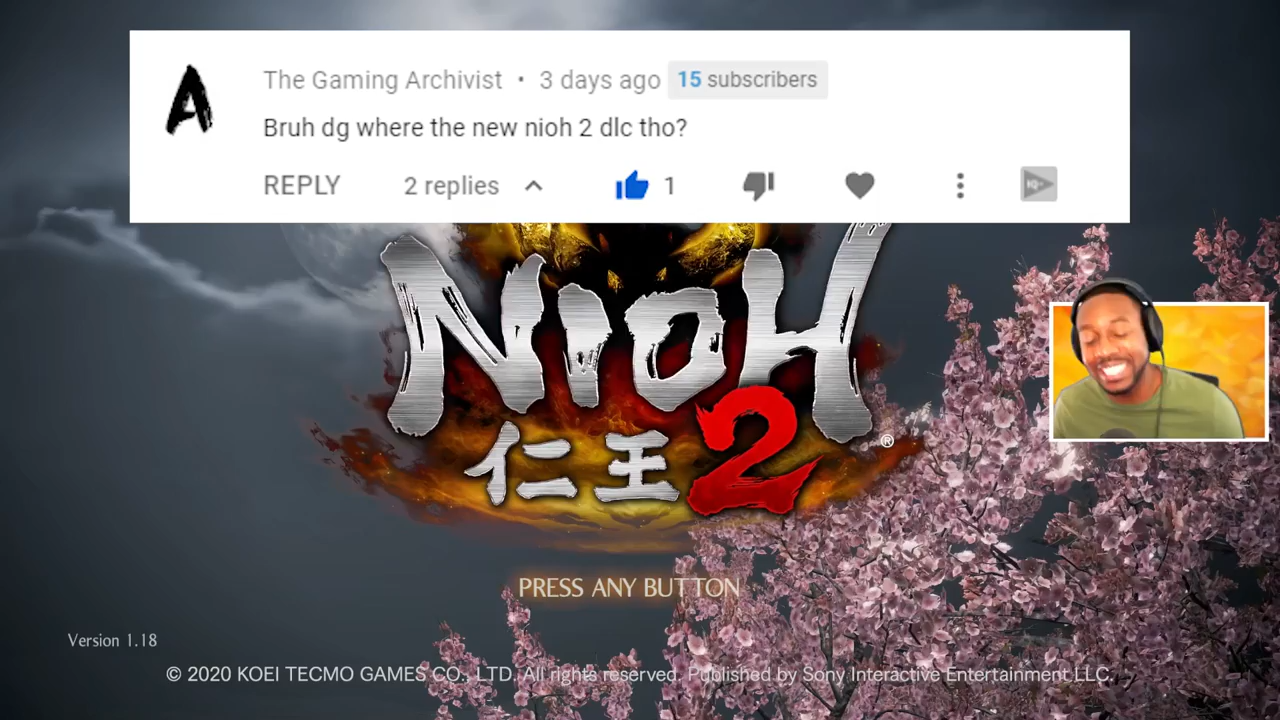 The Gaming Archivist • 3 days ago 15 subscribers
Bruh dg where the new nioh 2 dlc tho?
REPLY 2 replies 1
NIOH
仁王 2 ®
PRESS ANY BUTTON
Version 1.18
© 2020 KOEI TECMO GAMES CO., LTD. All rights reserved. Published by Sony Interactive Entertainment LLC.